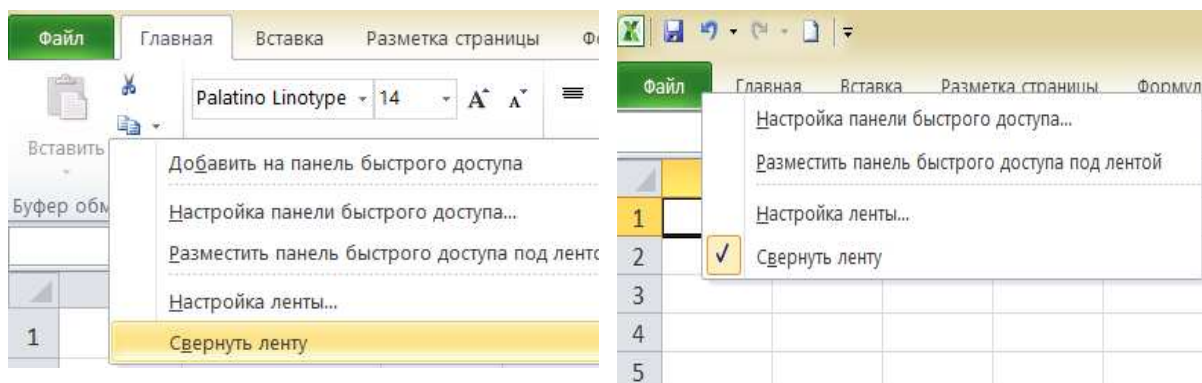 Файл Главная Вставка Разметка страницы Фо
Palatino Linotype 14 A A
Вставить
Буфер обм
Добавить на панель быстрого доступа
Настройка панели быстрого доступа...
Разместить панель быстрого доступа под ленто
Настройка ленты...
Свернуть ленту
1
Файл Главная Вставка Разметка страницы Формул
Настройка панели быстрого доступа...
Разместить панель быстрого доступа под лентой
Настройка ленты...
Свернуть ленту
1
2
3
4
5